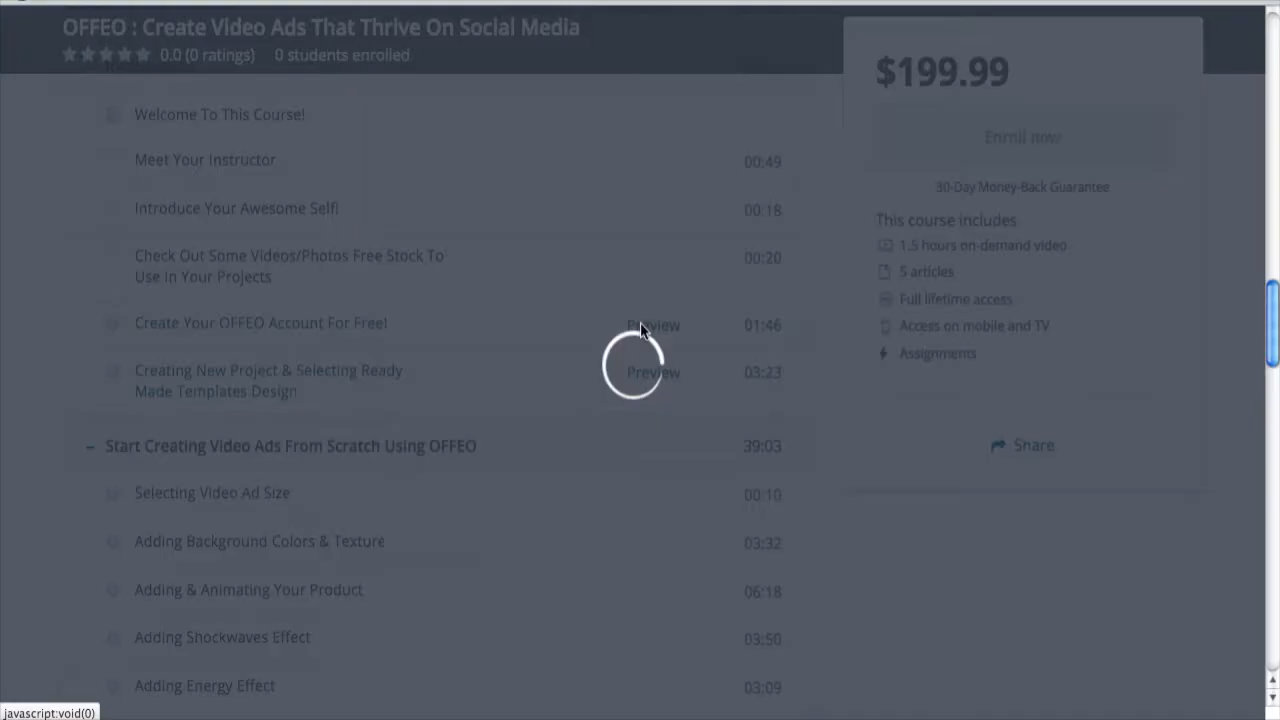 OFFEO : Create Video Ads That Thrive On Social Media
0.0 (0 ratings) 0 students enrolled
$199.99
Welcome To This Course!
Enroll now
Meet Your Instructor 00:49
30-Day Money-Back Guarantee
Introduce Your Awesome Self! 00:18
This course includes
1.5 hours on-demand video
Check Out Some Videos/Photos Free Stock To
Use In Your Projects 00:20
5 articles
Full lifetime access
Create Your OFFEO Account For Free! Preview 01:46
Access on mobile and TV
Assignments
Creating New Project & Selecting Ready
Made Templates Design Preview 03:23
– Start Creating Video Ads From Scratch Using OFFEO 39:03
Share
Selecting Video Ad Size 00:10
Adding Background Colors & Texture 03:32
Adding & Animating Your Product 06:18
Adding Shockwaves Effect 03:50
Adding Energy Effect 03:09
javascript:void(0)